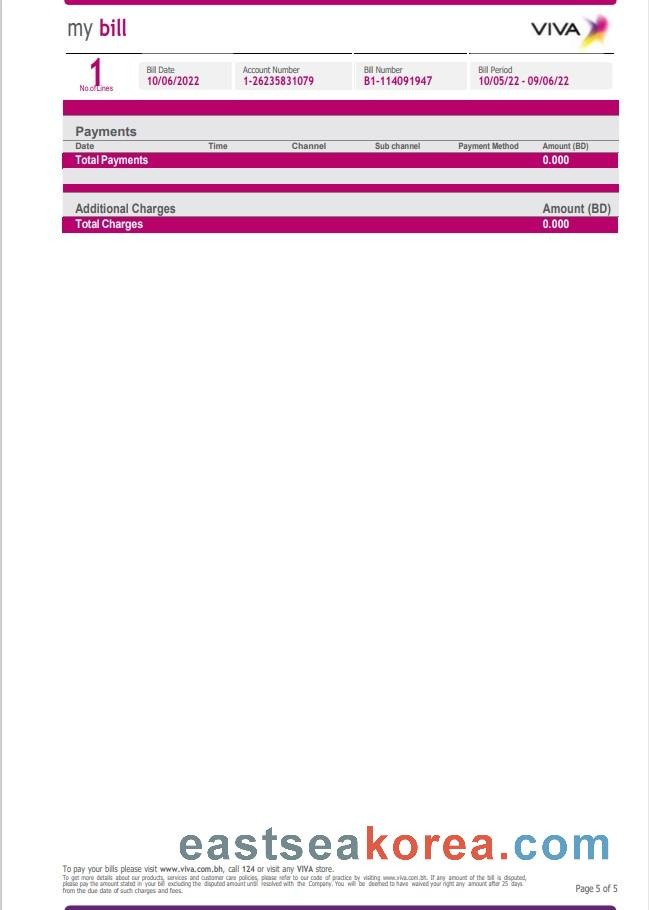 my bill
VIVA
1
No.ofLines
Bill Date
10/06/2022
Account Number
1-26235831079
Bill Number
B1-114091947
Bill Period
10/05/22 - 09/06/22
Payments
Date Time Channel Sub channel Payment Method Amount (BD)
Total Payments 0.000
Additional Charges Amount (BD)
Total Charges 0.000
eastseakorea.com
To pay your bills please visit www.viva.com.bh, call 124 or visit any VIVA store.
To get more details about our products, services and customer care policies, please refer to our code of practice by visiting www.viva.com.bh. If any amount of the bill is disputed,
please pay the amount stated in your bill excluding the disputed amount until resolved with the Company. You will be deemed to have waived your right any amount after 25 days
from the due date of such charges and fees.
Page 5 of 5